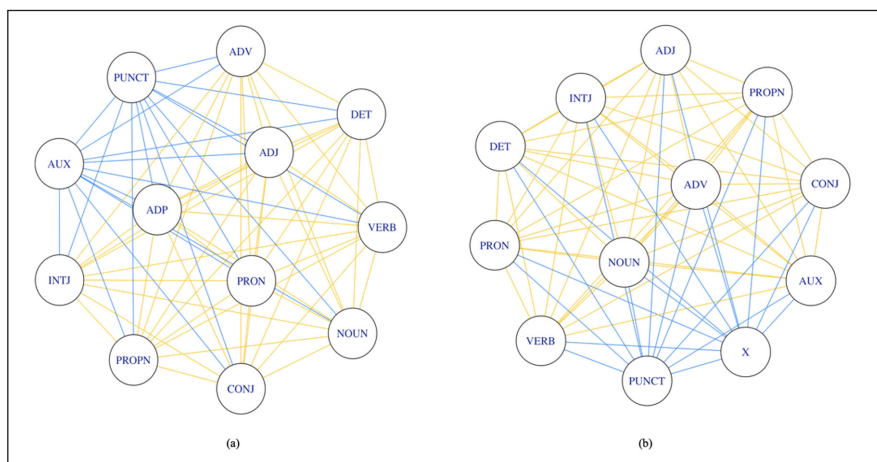 ADV
PUNCT
DET
ADJ
AUX
ADP
VERB
INTJ
PRON
NOUN
PROPN
CONJ
(a)
ADJ
PROPN
INTJ
DET
ADV
CONJ
PRON
NOUN
AUX
VERB
X
PUNCT
(b)